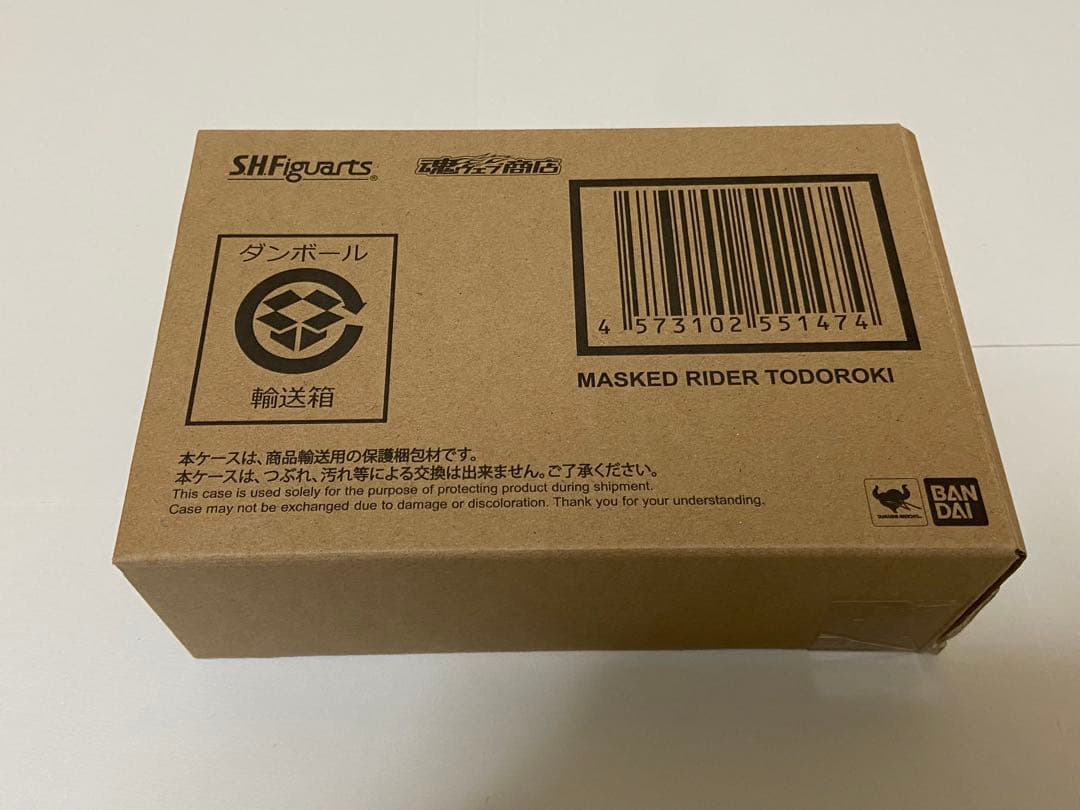 S.H.Figuarts®
魂ウェブ商店
ダンボール
輸送箱
4 573102 551474
MASKED RIDER TODOROKI
本ケースは、商品輸送用の保護梱包材です。
本ケースは、つぶれ、汚れ等による交換は出来ません。ご了承ください。
This case is used solely for the purpose of protecting product during shipment.
Case may not be exchanged due to damage or discoloration. Thank you for your understanding.
BAN
DAI